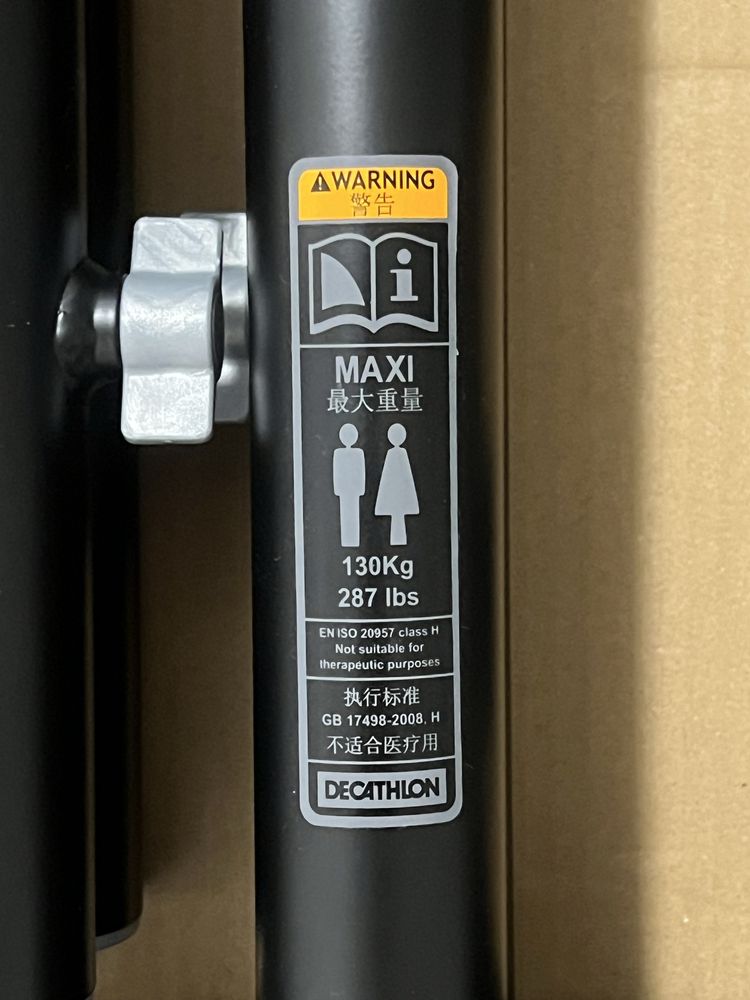 WARNING
警告
i
MAXI
最大重量
130Kg
287 lbs
EN ISO 20957 class H
Not suitable for
therapeutic purposes
执行标准
GB 17498-2008, H
不适合医疗用
DECATHLON